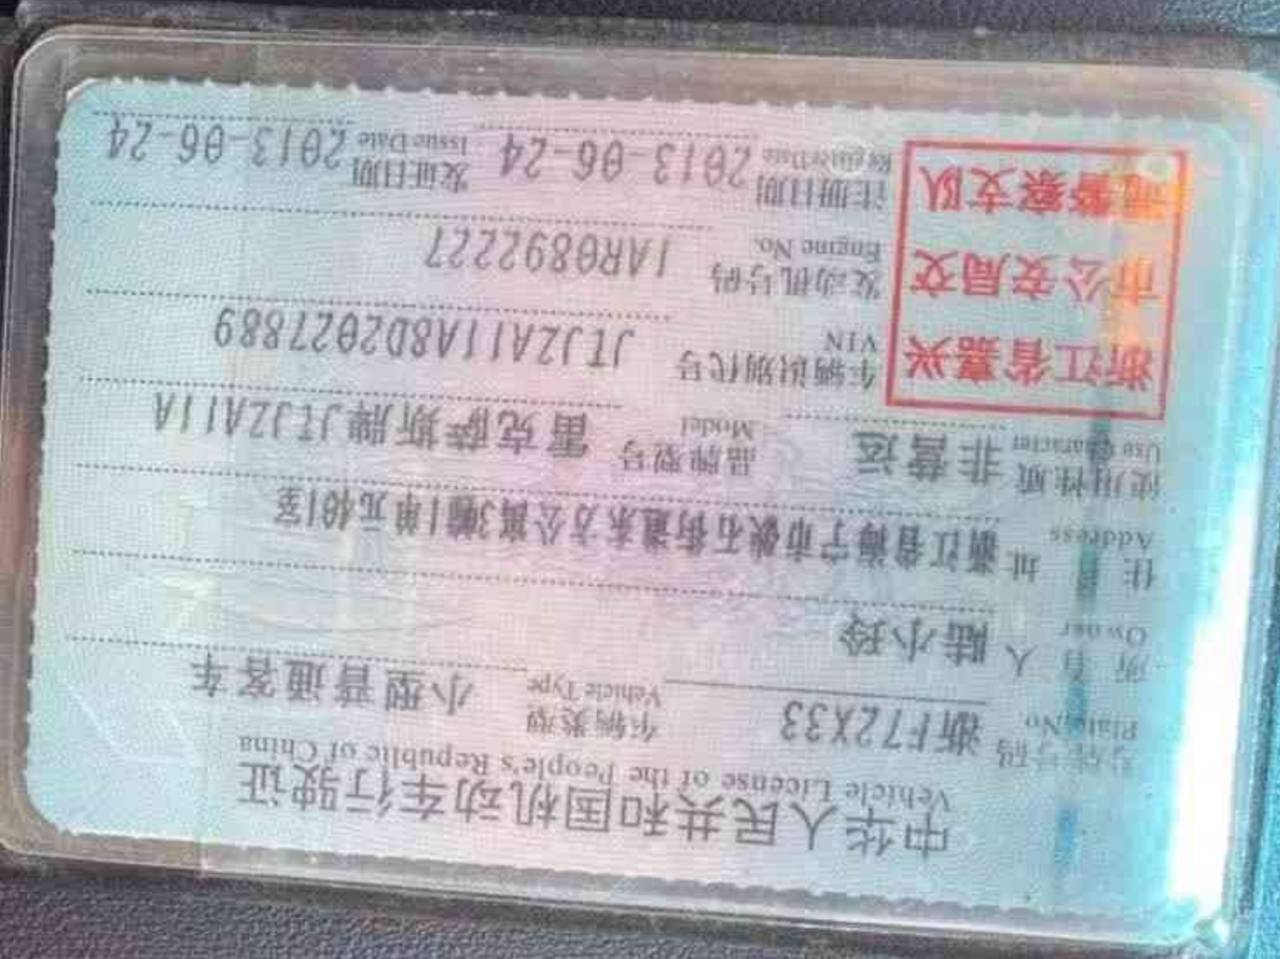 中华人民共和国机动车行驶证
Vehicle License of the People's Republic of China
号牌号码 浙F72X33 车辆类型 小型普通客车
Plate No. Vehicle Type
所有人 陆小玲
Owner
住址 浙江省海宁市硖石街道东方公寓3幢1单元401室
Address
使用性质 非营运 品牌型号 雷克萨斯牌JTJZA11A
Use Character Model
浙江省嘉兴
市公安局交
通警察支队
车辆识别代号 JTJZA11A8D2027889
VIN
发动机号码 1AR0892227
Engine No.
注册日期 2013-06-24 发证日期 2013-06-24
Register Date Issue Date